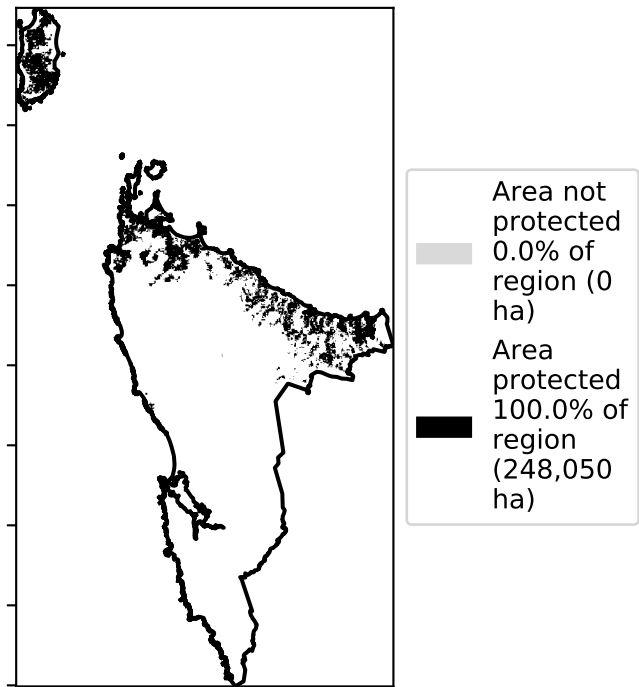 Area not
protected
0.0% of
region (0
ha)
Area
protected
100.0% of
region
(248,050
ha)